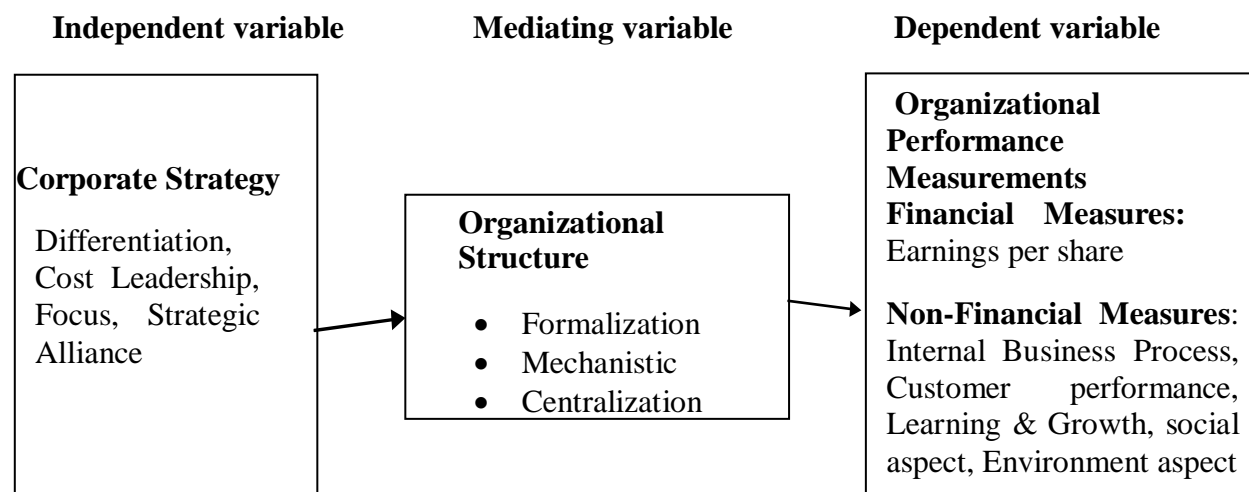 Independent variable
Mediating variable
Dependent variable
Corporate Strategy
Differentiation,
Cost Leadership,
Focus, Strategic
Alliance
Organizational
Structure
• Formalization
• Mechanistic
• Centralization
Organizational
Performance
Measurements
Financial Measures:
Earnings per share
Non-Financial Measures:
Internal Business Process,
Customer performance,
Learning & Growth, social
aspect, Environment aspect